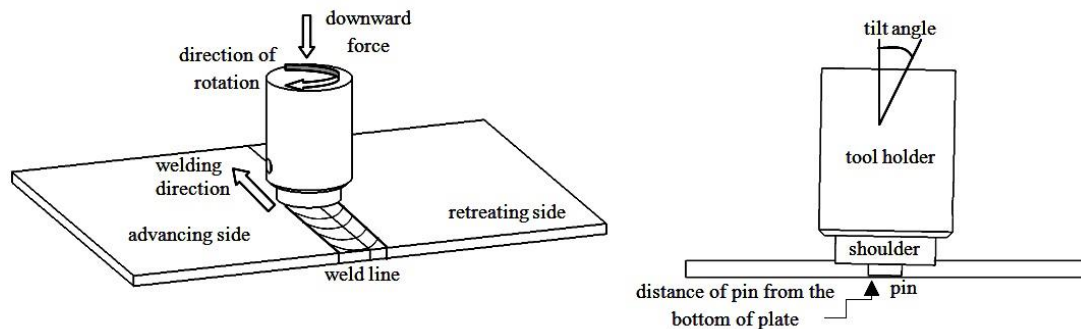 downward
force
direction of
rotation
welding
direction
advancing side
retreating side
weld line
tilt angle
tool holder
shoulder
pin
distance of pin from the
bottom of plate